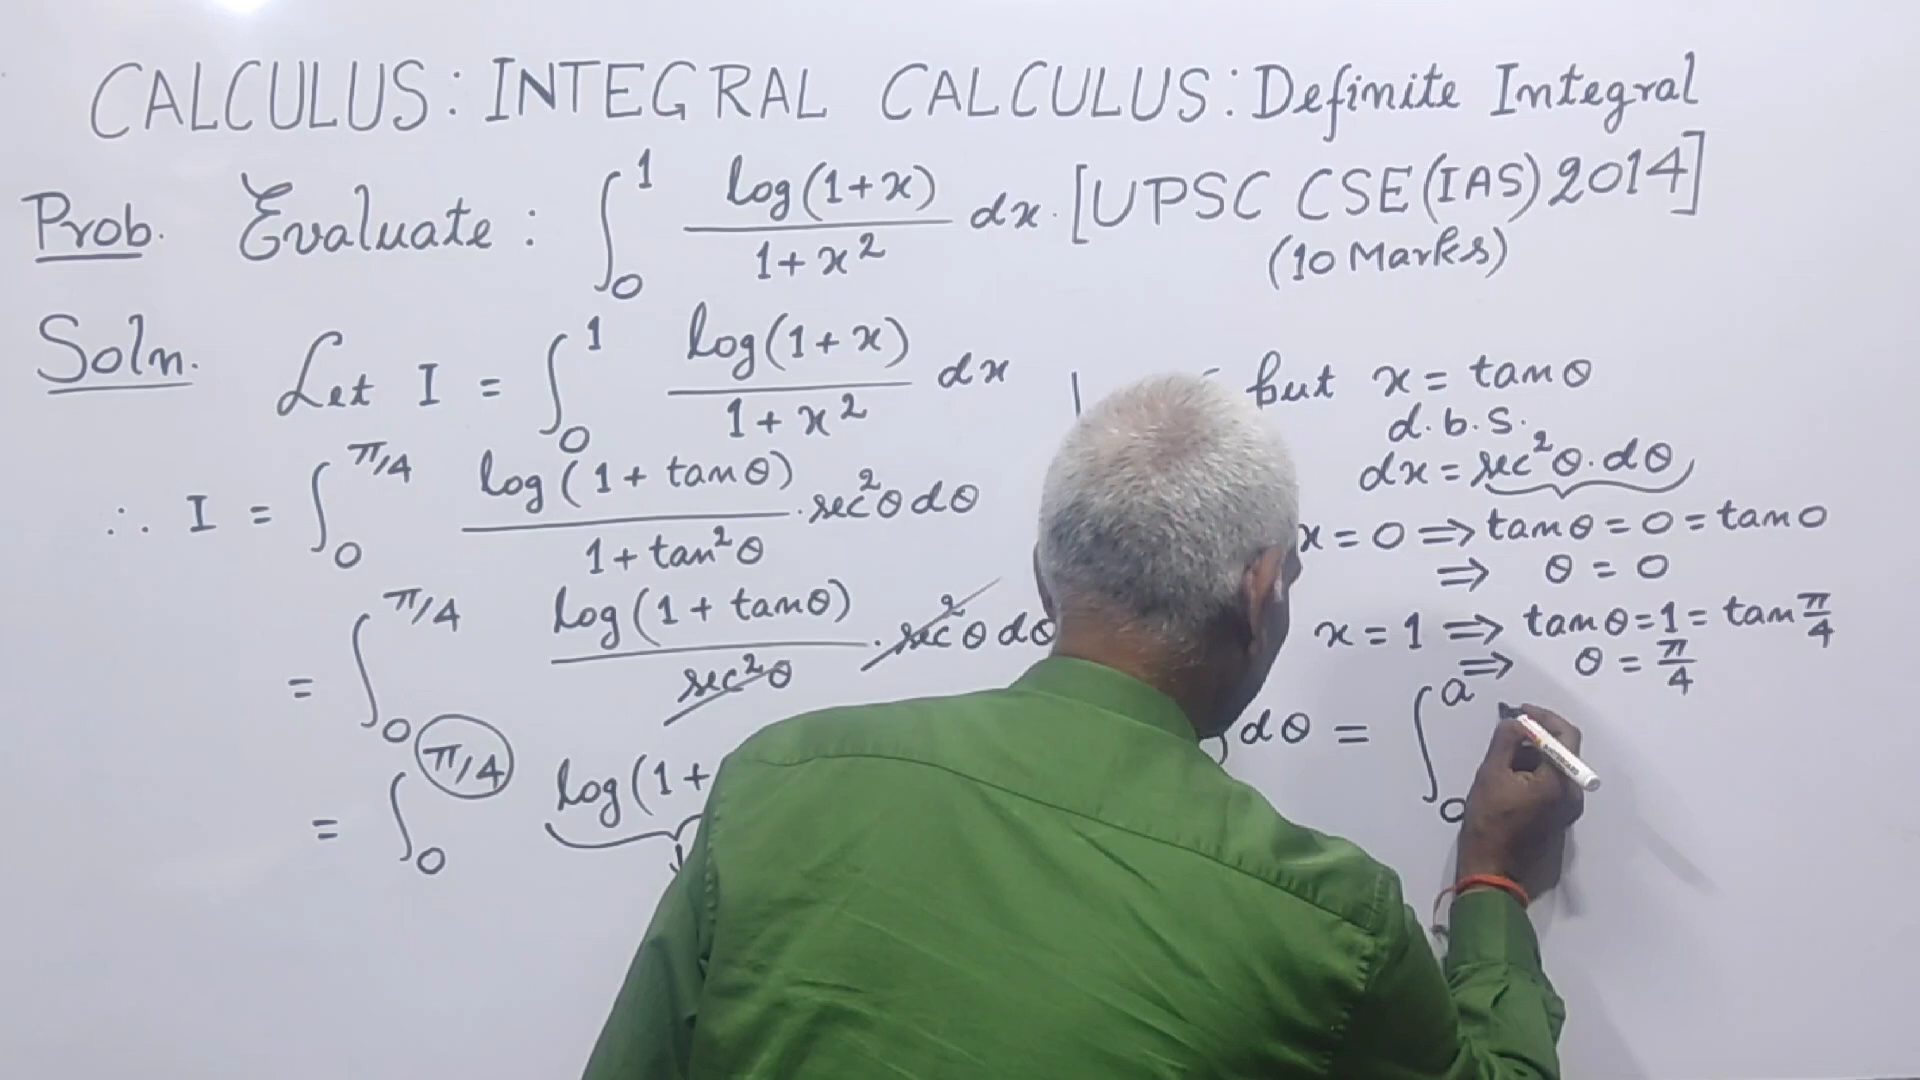 CALCULUS: INTEGRAL CALCULUS: Definite Integral
Prob. Evaluate: ∫₀¹ log(1+x)/(1+x²) dx. [UPSC CSE(IAS) 2014]
(10 Marks)
Soln. Let I = ∫₀¹ log(1+x)/(1+x²) dx
∴ I = ∫₀^(π/4) log(1+tanθ)/(1+tan²θ) . sec²θ dθ
= ∫₀^(π/4) log(1+tanθ)/sec²θ . sec²θ dθ
= ∫₀^(π/4) log(1+
but x = tanθ
d.b.s.
dx = sec²θ.dθ
x = 0 ⇒ tanθ = 0 = tan0
⇒ θ = 0
x = 1 ⇒ tanθ = 1 = tan π/4
⇒ θ = π/4
) dθ = ∫₀^a